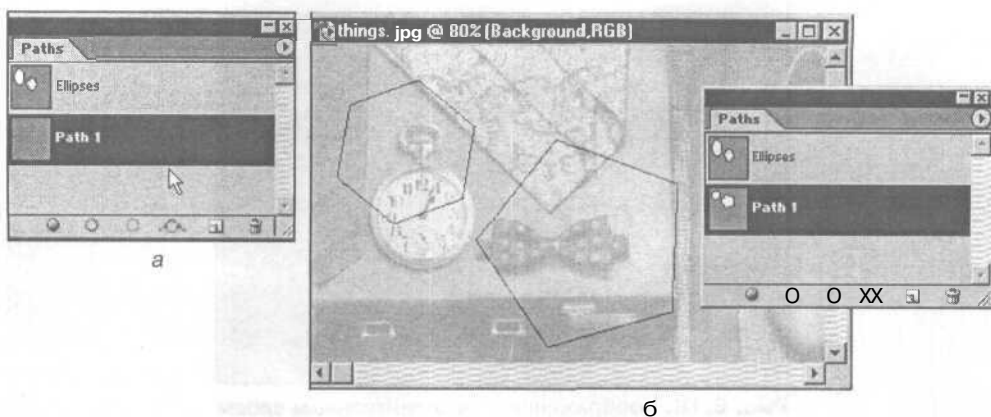 Paths
Ellipses
Path 1
а
things. jpg @ 80% (Background,RGB)
Paths
Ellipses
Path 1
O O XX
б